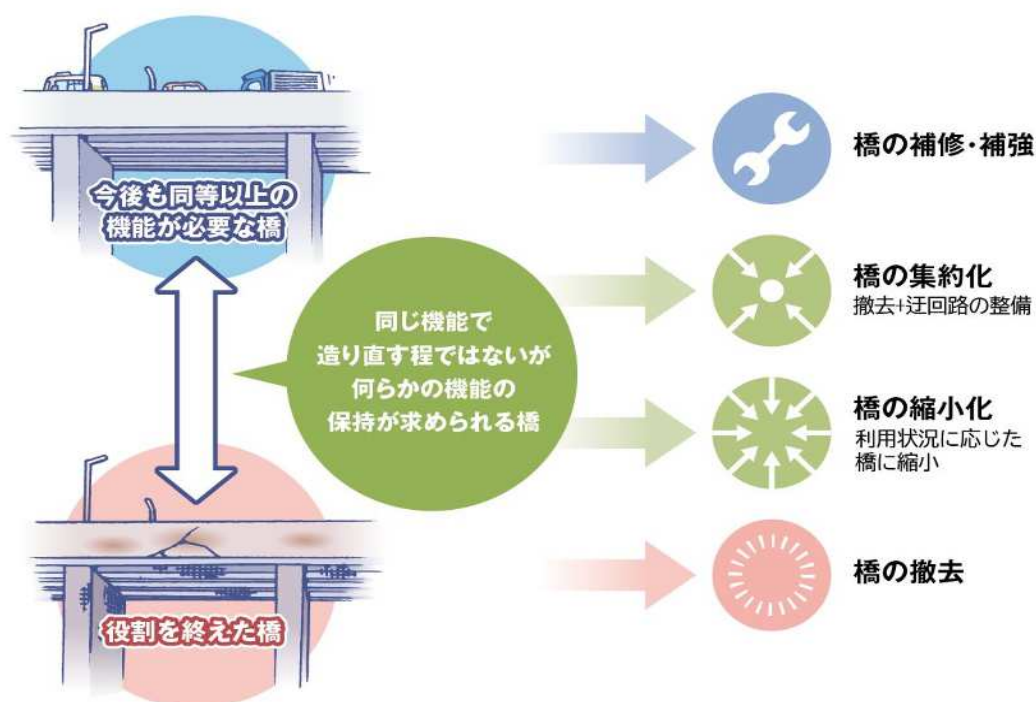 今後も同等以上の
機能が必要な橋
同じ機能で
造り直す程ではないが
何らかの機能の
保持が求められる橋
役割を終えた橋
橋の補修・補強
橋の集約化
撤去+迂回路の整備
橋の縮小化
利用状況に応じた
橋に縮小
橋の撤去